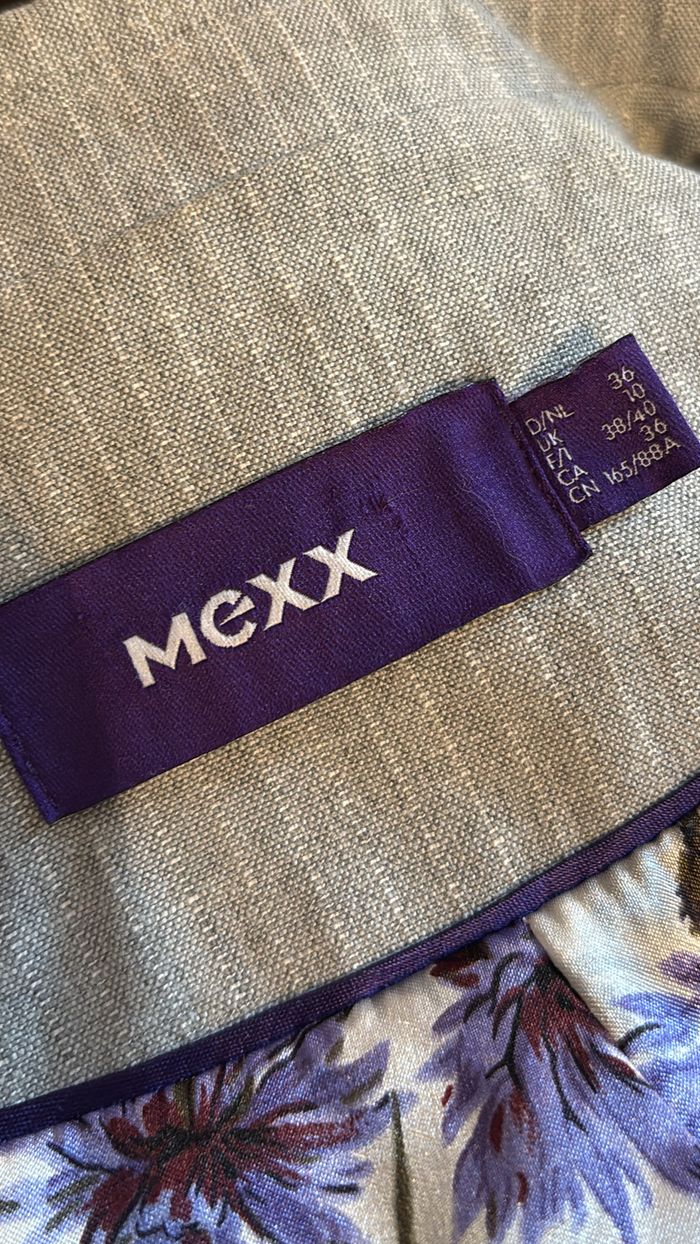 Mexx
D/NL 36
UK 10
F/I 38/40
CA 36
CN 165/88A